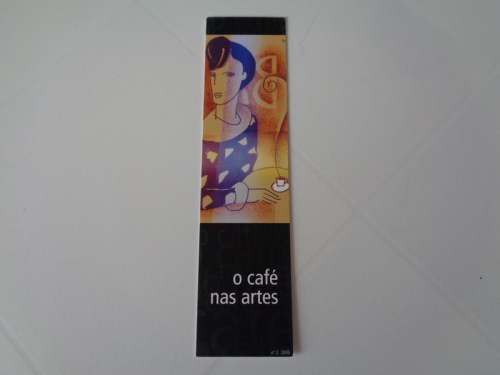 o café
nas artes